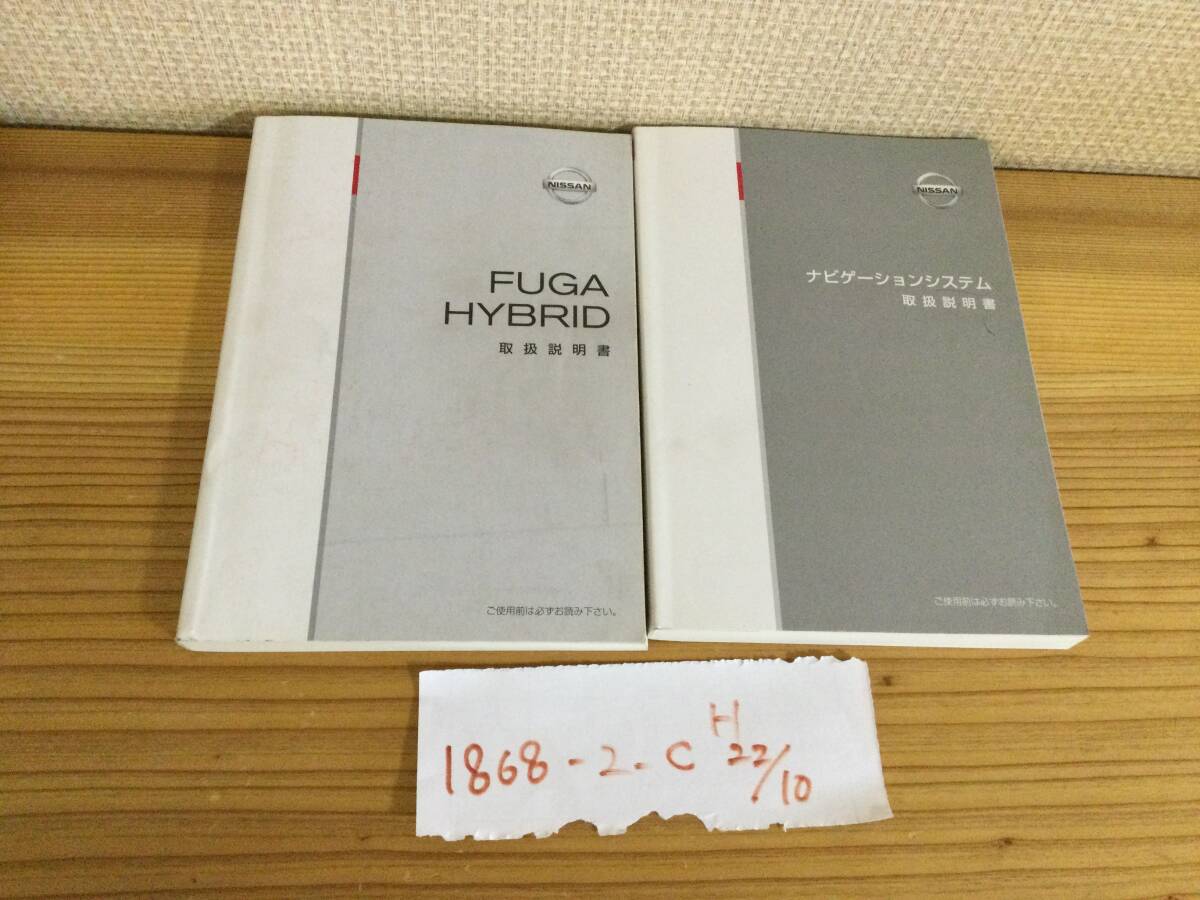 NISSAN
FUGA
HYBRID
取扱説明書
ご使用前は必ずお読み下さい。
NISSAN
ナビゲーションシステム
取扱説明書
ご使用前は必ずお読み下さい。
1868-2-C H22/10